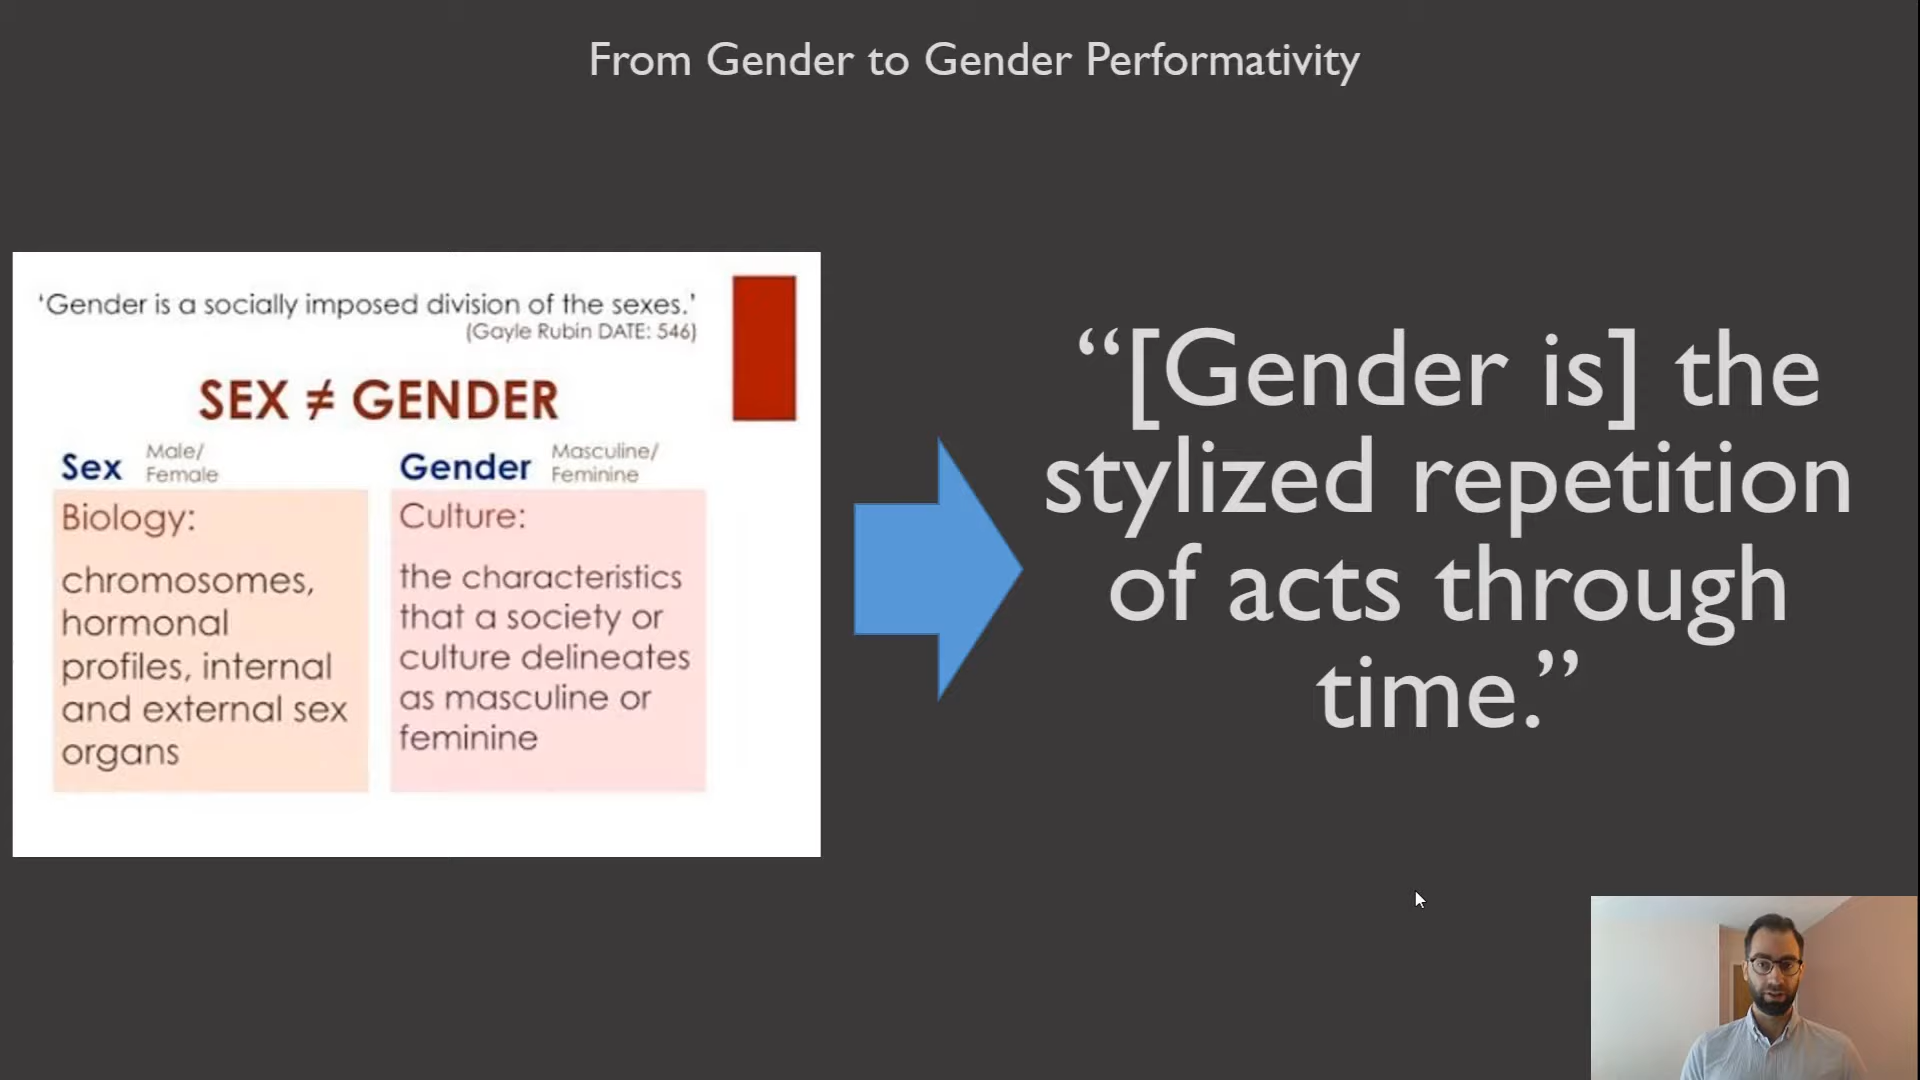 From Gender to Gender Performativity
‘Gender is a socially imposed division of the sexes.’
(Gayle Rubin DATE: 546)
SEX ≠ GENDER
Sex
Male/
Female
Biology:
chromosomes,
hormonal
profiles, internal
and external sex
organs
Gender
Masculine/
Feminine
Culture:
the characteristics
that a society or
culture delineates
as masculine or
feminine
“[Gender is] the
stylized repetition
of acts through
time.”